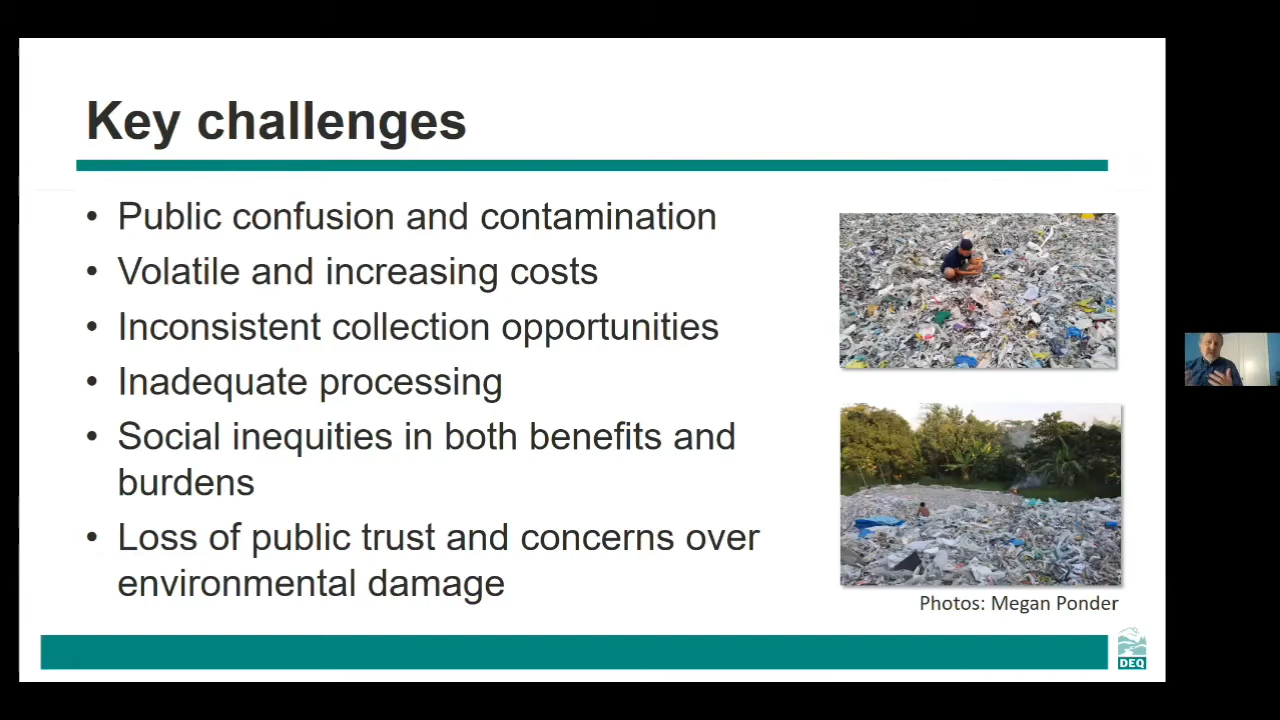 Key challenges
• Public confusion and contamination
• Volatile and increasing costs
• Inconsistent collection opportunities
• Inadequate processing
• Social inequities in both benefits and
burdens
• Loss of public trust and concerns over
environmental damage
Photos: Megan Ponder
DEQ